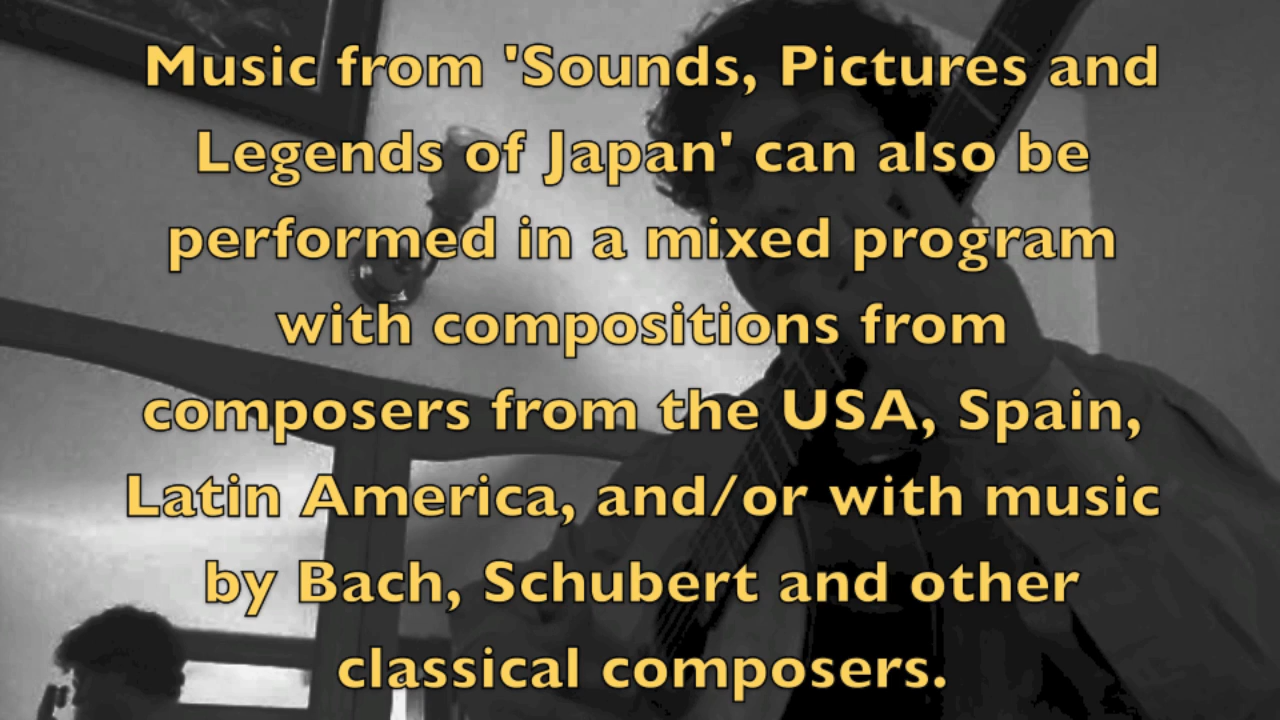 Music from 'Sounds, Pictures and
Legends of Japan' can also be
performed in a mixed program
with compositions from
composers from the USA, Spain,
Latin America, and/or with music
by Bach, Schubert and other
classical composers.